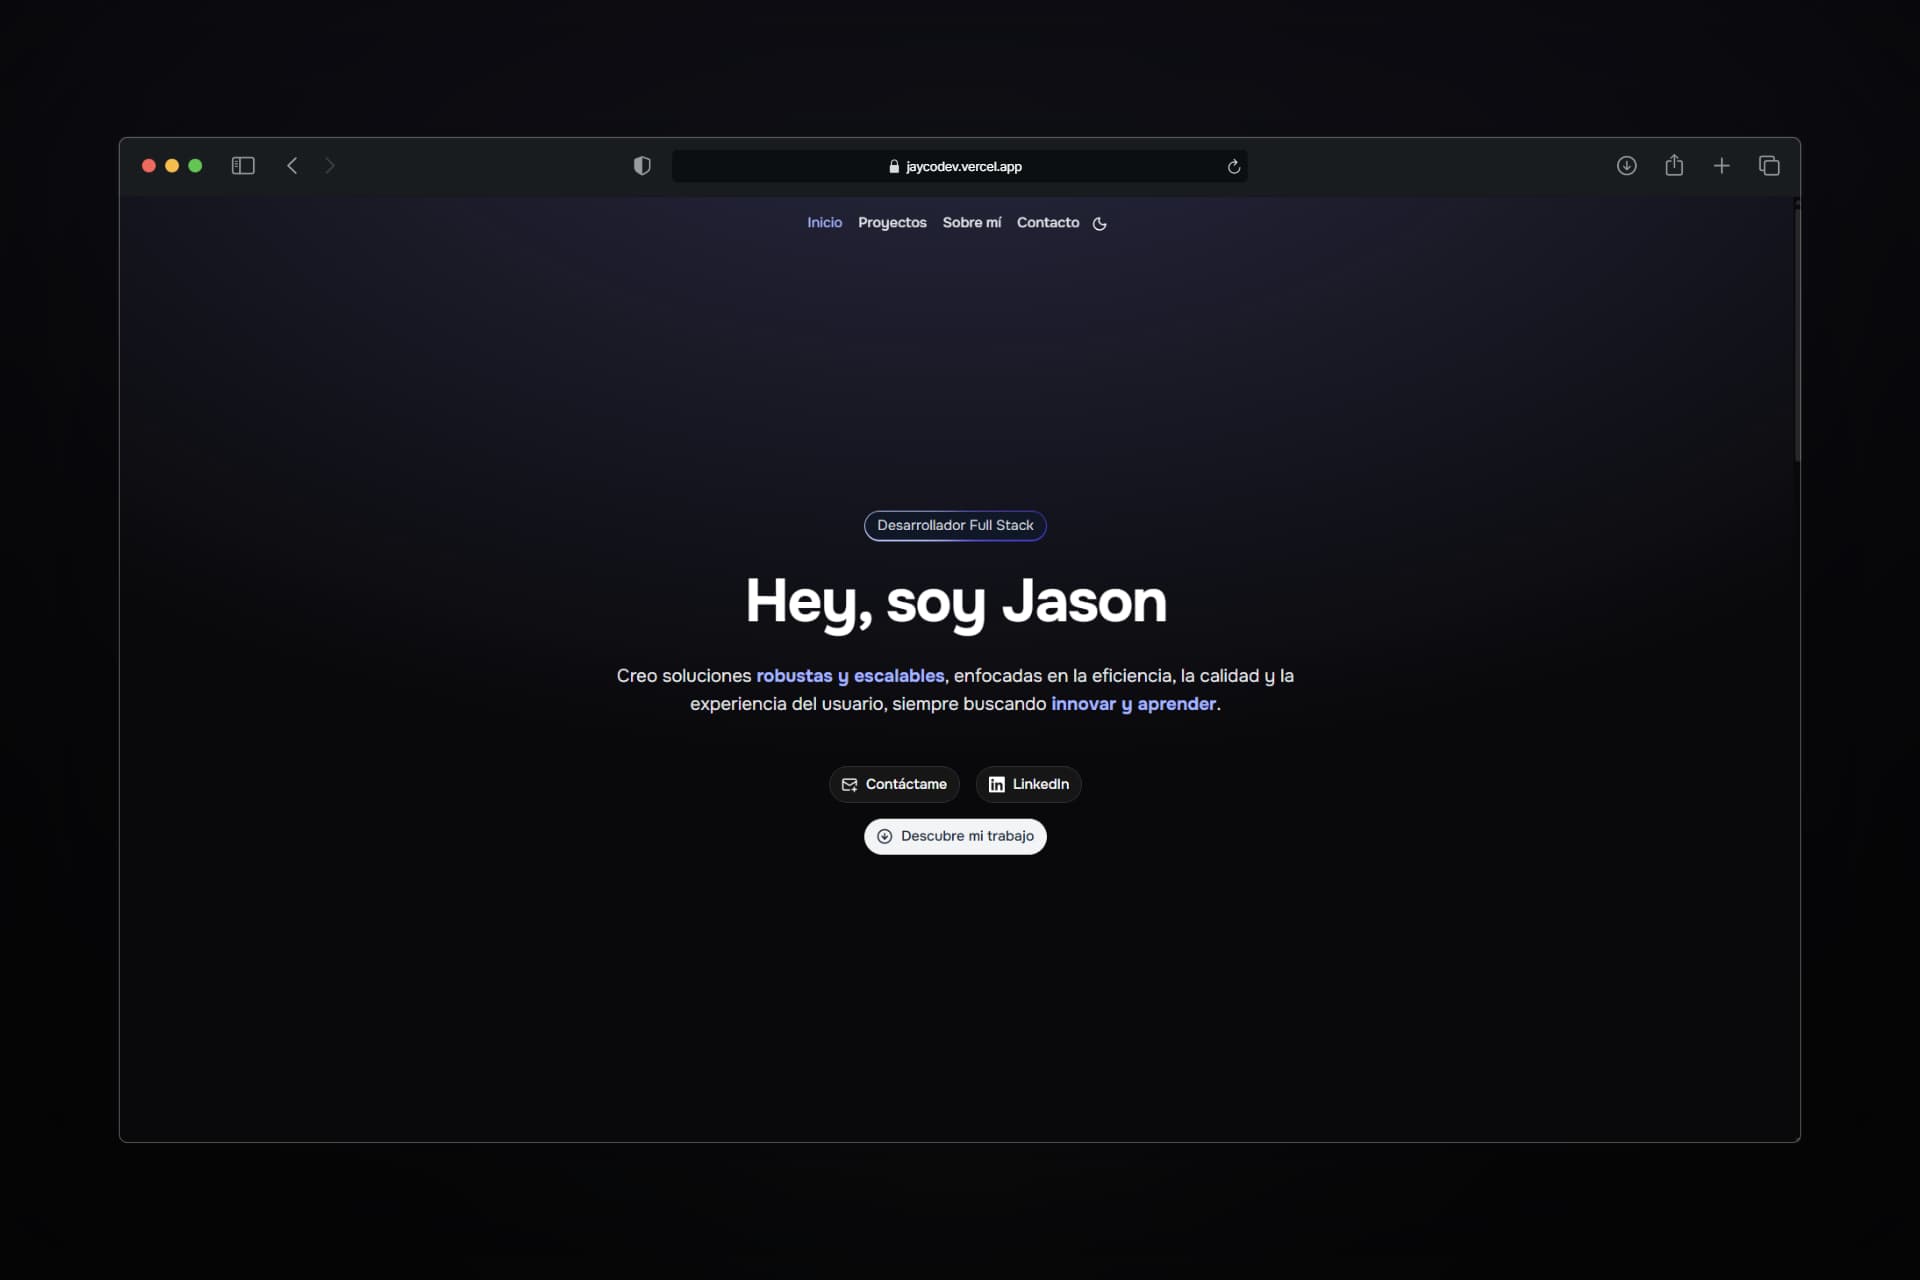 jaycodev.vercel.app
Inicio Proyectos Sobre mí Contacto
Desarrollador Full Stack
Hey, soy Jason
Creo soluciones robustas y escalables, enfocadas en la eficiencia, la calidad y la
experiencia del usuario, siempre buscando innovar y aprender.
Contáctame LinkedIn
Descubre mi trabajo